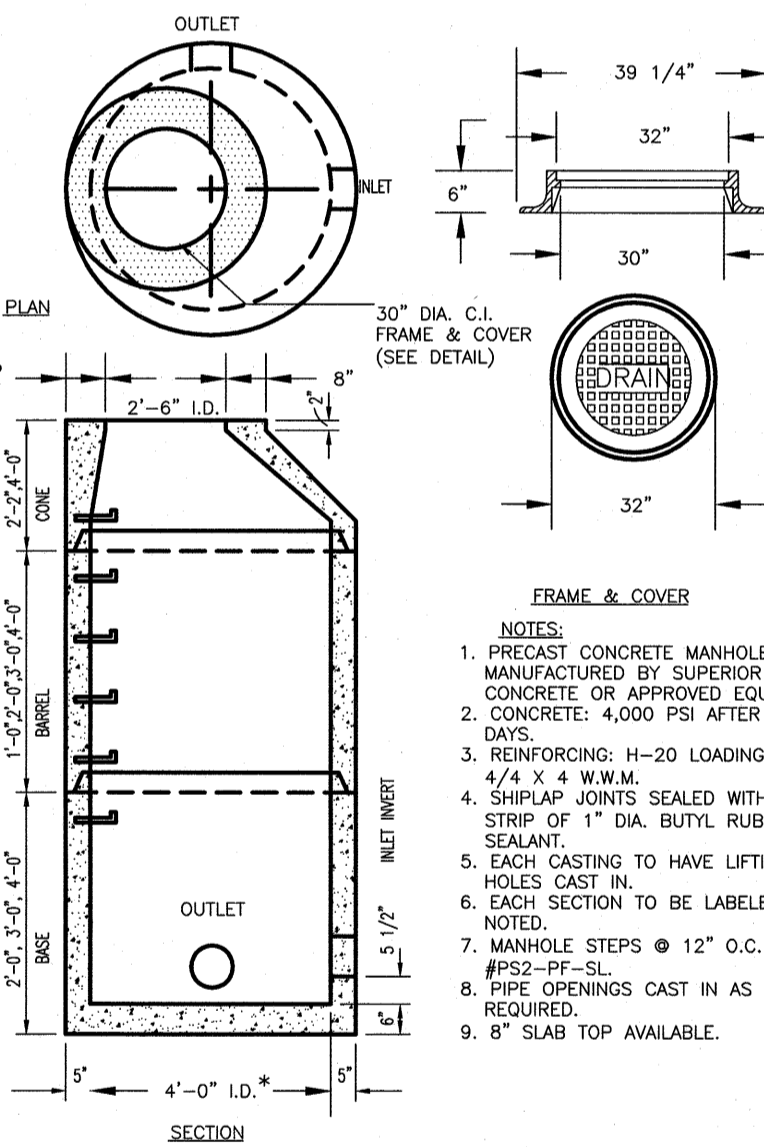 OUTLET
INLET
PLAN
30" DIA. C.I.
FRAME & COVER
(SEE DETAIL)
39 1/4"
32"
6"
30"
DRAIN
32"
FRAME & COVER
8"
2'-6" I.D.
2"
2'-2",4'-0"
CONE
1'-0",2'-0",3'-0",4'-0"
BARREL
2'-0", 3'-0", 4'-0"
BASE
OUTLET
INLET INVERT
5 1/2"
6"
5"
4'-0" I.D.*
5"
SECTION
NOTES:
1. PRECAST CONCRETE MANHOLE
MANUFACTURED BY SUPERIOR
CONCRETE OR APPROVED
2. CONCRETE: 4,000 PSI AFTER
DAYS.
3. REINFORCING: H-20 LOADING
4/4 X 4 W.W.M.
4. SHIPLAP JOINTS SEALED WITH
STRIP OF 1" DIA. BUTYL
SEALANT.
5. EACH CASTING TO HAVE
HOLES CAST IN.
6. EACH SECTION TO BE
NOTED.
7. MANHOLE STEPS @ 12" O.C.
#PS2-PF-SL.
8. PIPE OPENINGS CAST IN AS
REQUIRED.
9. 8" SLAB TOP AVAILABLE.